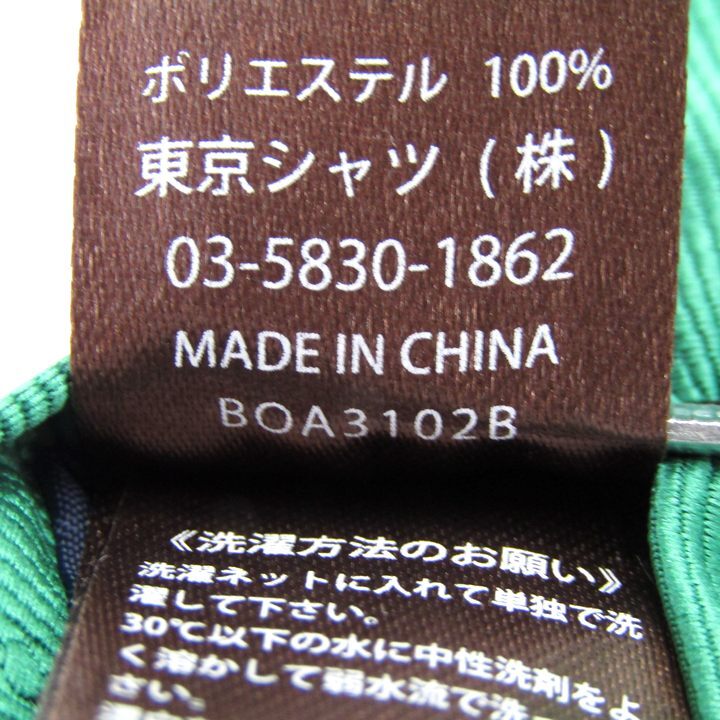 ポリエステル 100%
東京シャツ (株)
03-5830-1862
MADE IN CHINA
BOA3102B
《洗濯方法のお願い》
洗濯ネットに入れて単独で洗
濯して下さい。
30℃以下の水に中性洗剤をよ
く溶かして弱水流で洗
さい。